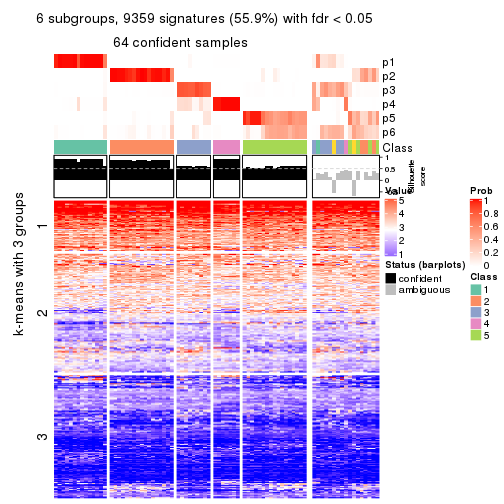 6 subgroups, 9359 signatures (55.9%) with fdr < 0.05
64 confident samples
p1
p2
p3
p4
p5
p6
Class
1
0.5
0
Silhouette
score
k-means with 3 groups
1
2
3
Value
5
4
3
2
1
Status (barplots)
confident
ambiguous
Prob
1
0.8
0.6
0.4
0.2
0
Class
1
2
3
4
5